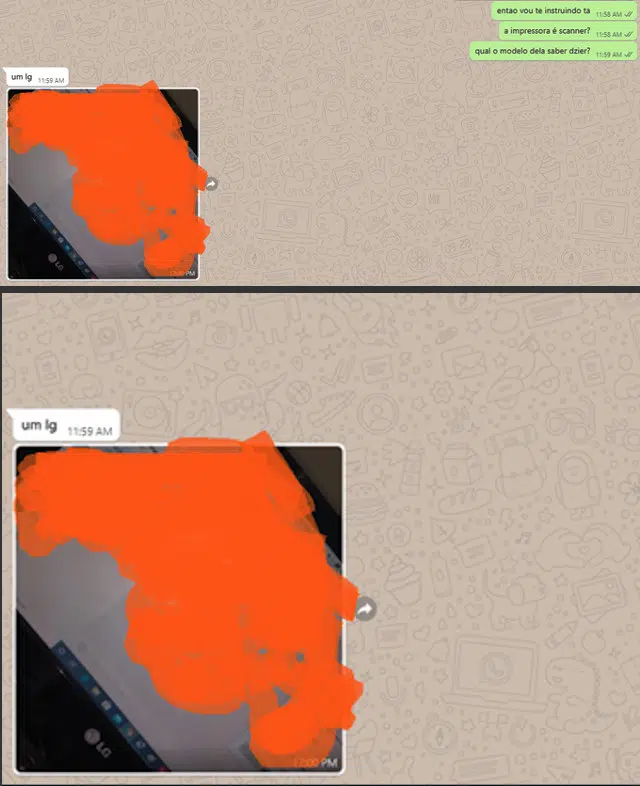 entao vou te instruindo ta 11:58 AM
a impressora é scanner? 11:58 AM
qual o modelo dela saber dzier? 11:59 AM
um lg 11:59 AM
LG
12:00 PM
um lg 11:59 AM
LG
12:00 PM